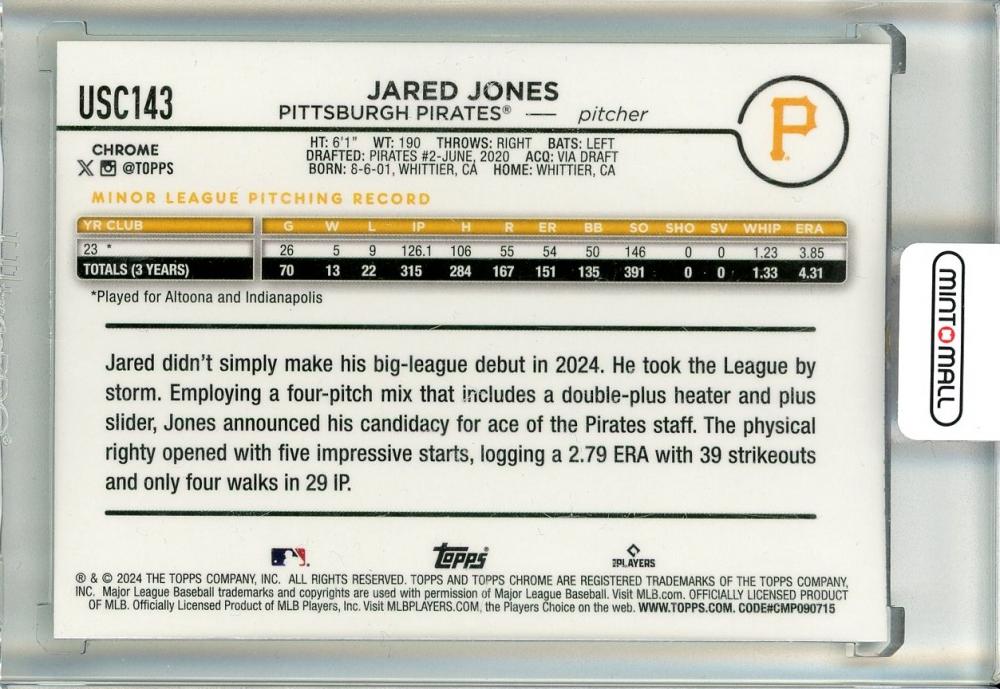 USC143
JARED JONES
PITTSBURGH PIRATES® — pitcher
P
CHROME
@TOPPS
HT: 6'1" WT: 190 THROWS: RIGHT BATS: LEFT
DRAFTED: PIRATES #2-JUNE, 2020 ACQ: VIA DRAFT
BORN: 8-6-01, WHITTIER, CA HOME: WHITTIER, CA
MINOR LEAGUE PITCHING RECORD
YR CLUB G W L IP H R ER BB SO SHO SV WHIP ERA
23 * 26 5 9 126.1 106 55 54 50 146 0 0 1.23 3.85
TOTALS (3 YEARS) 70 13 22 315 284 167 151 135 391 0 0 1.33 4.31
*Played for Altoona and Indianapolis
Jared didn't simply make his big-league debut in 2024. He took the League by
storm. Employing a four-pitch mix that includes a double-plus heater and plus
slider, Jones announced his candidacy for ace of the Pirates staff. The physical
righty opened with five impressive starts, logging a 2.79 ERA with 39 strikeouts
and only four walks in 29 IP.
topps
PLAYERS
® & © 2024 THE TOPPS COMPANY, INC. ALL RIGHTS RESERVED. TOPPS AND TOPPS CHROME ARE REGISTERED TRADEMARKS OF THE TOPPS COMPANY,
INC. Major League Baseball trademarks and copyrights are used with permission of Major League Baseball. Visit MLB.com. OFFICIALLY LICENSED PRODUCT
OF MLB. Officially Licensed Product of MLB Players, Inc. Visit MLBPLAYERS.COM, the Players Choice on the web. WWW.TOPPS.COM. CODE#CMP090715
MINTOMALL